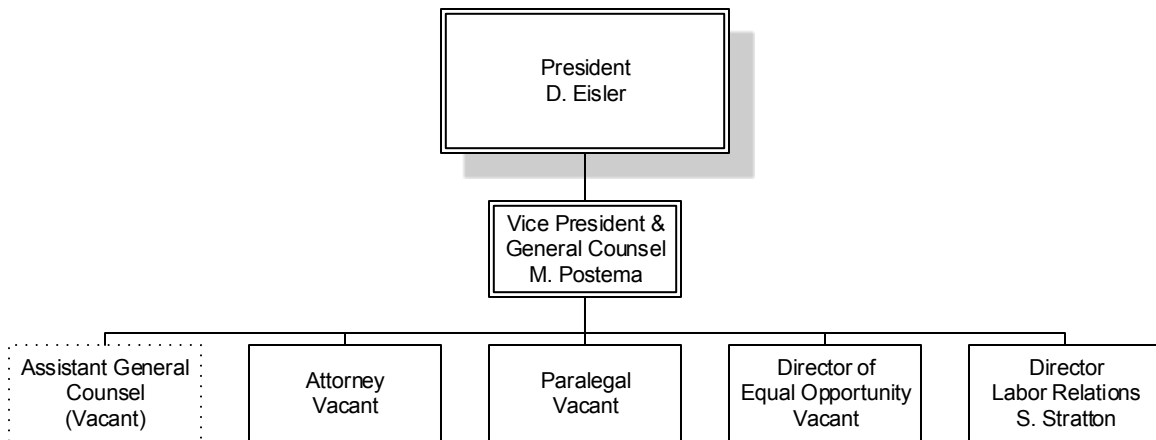 President
D. Eisler
Vice President &
General Counsel
M. Postema
Assistant General
Counsel
(Vacant)
Attorney
Vacant
Paralegal
Vacant
Director of
Equal Opportunity
Vacant
Director
Labor Relations
S. Stratton